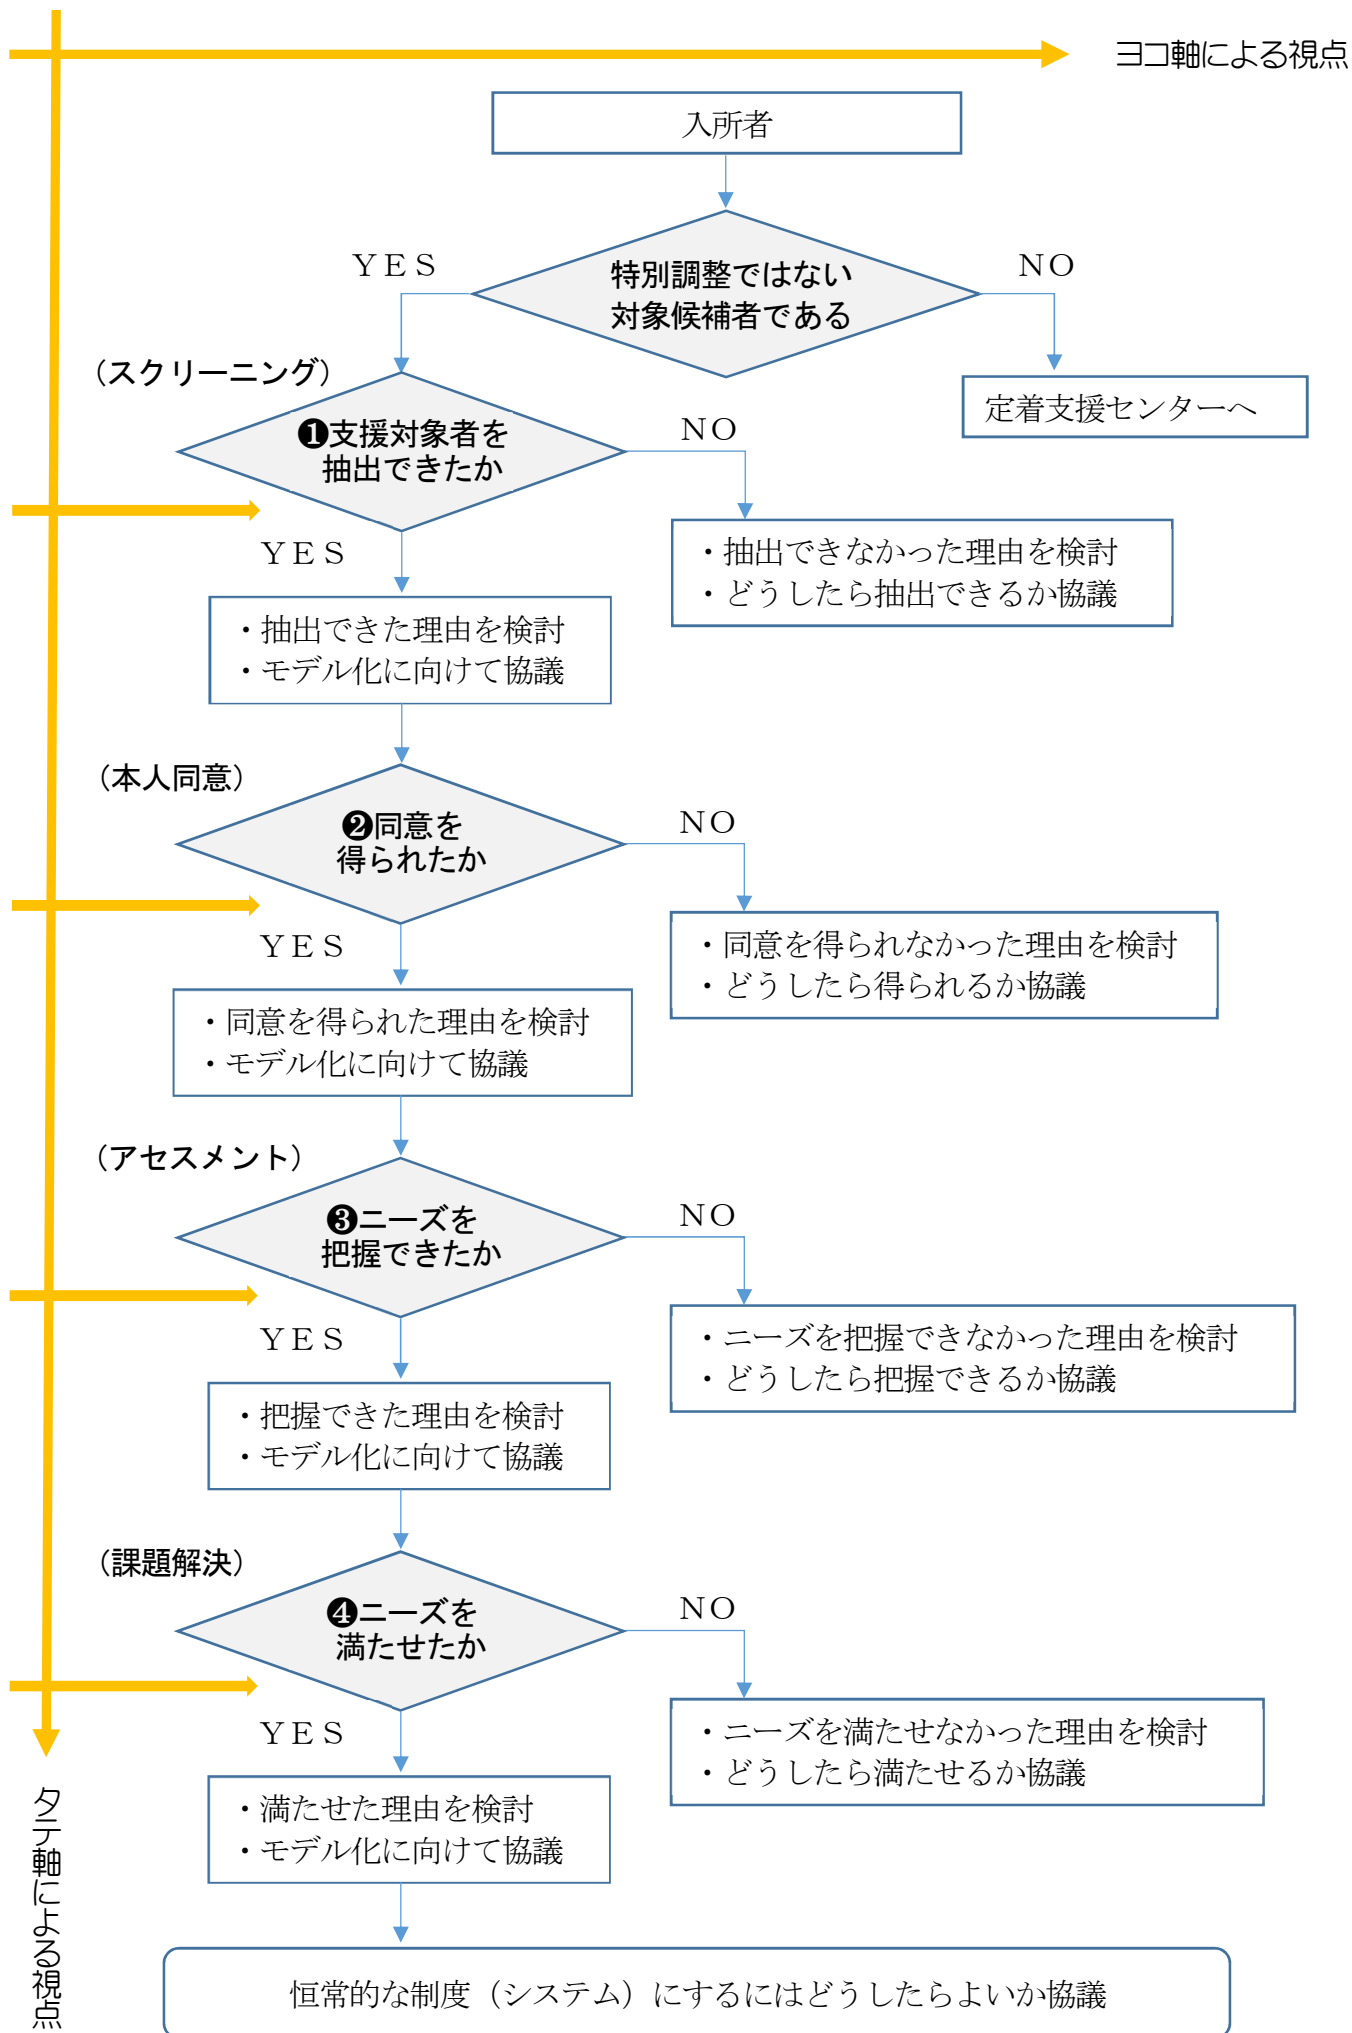 ヨコ軸による視点
入所者
特別調整ではない
対象候補者である
ＹＥＳ
ＮＯ
定着支援センターへ
（スクリーニング）
❶支援対象者を
抽出できたか
ＮＯ
・抽出できなかった理由を検討
・どうしたら抽出できるか協議
ＹＥＳ
・抽出できた理由を検討
・モデル化に向けて協議
（本人同意）
❷同意を
得られたか
ＮＯ
・同意を得られなかった理由を検討
・どうしたら得られるか協議
ＹＥＳ
・同意を得られた理由を検討
・モデル化に向けて協議
（アセスメント）
❸ニーズを
把握できたか
ＮＯ
・ニーズを把握できなかった理由を検討
・どうしたら把握できるか協議
ＹＥＳ
・把握できた理由を検討
・モデル化に向けて協議
（課題解決）
❹ニーズを
満たせたか
ＮＯ
・ニーズを満たせなかった理由を検討
・どうしたら満たせるか協議
ＹＥＳ
・満たせた理由を検討
・モデル化に向けて協議
タテ軸による視点
恒常的な制度（システム）にするにはどうしたらよいか協議